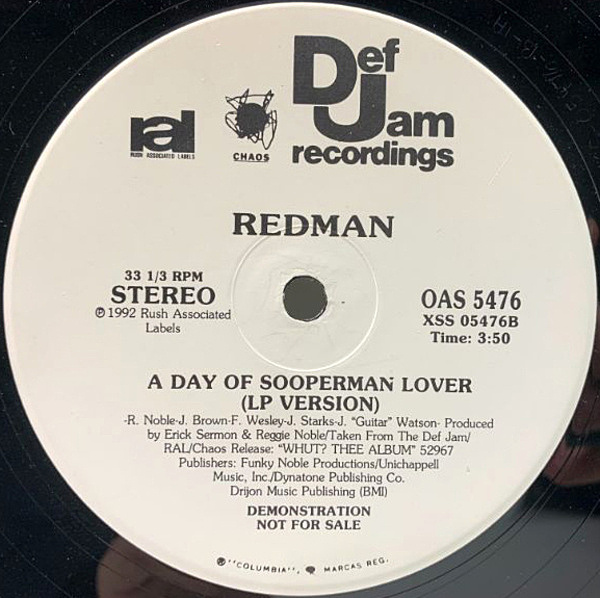 Def Jam
recordings
ral
RUSH ASSOCIATED LABELS
CHAOS
REDMAN
33 1/3 RPM
STEREO
℗ 1992 Rush Associated
Labels
OAS 5476
XSS 05476B
Time: 3:50
A DAY OF SOOPERMAN LOVER
(LP VERSION)
-R. Noble-J. Brown-F. Wesley-J. Starks-J. "Guitar" Watson- Produced
by Erick Sermon & Reggie Noble/Taken From The Def Jam/
RAL/Chaos Release: "WHUT? THEE ALBUM" 52967
Publishers: Funky Noble Productions/Unichappell
Music, Inc./Dynatone Publishing Co.
Drijon Music Publishing (BMI)
DEMONSTRATION
NOT FOR SALE
"COLUMBIA", MARCAS REG.